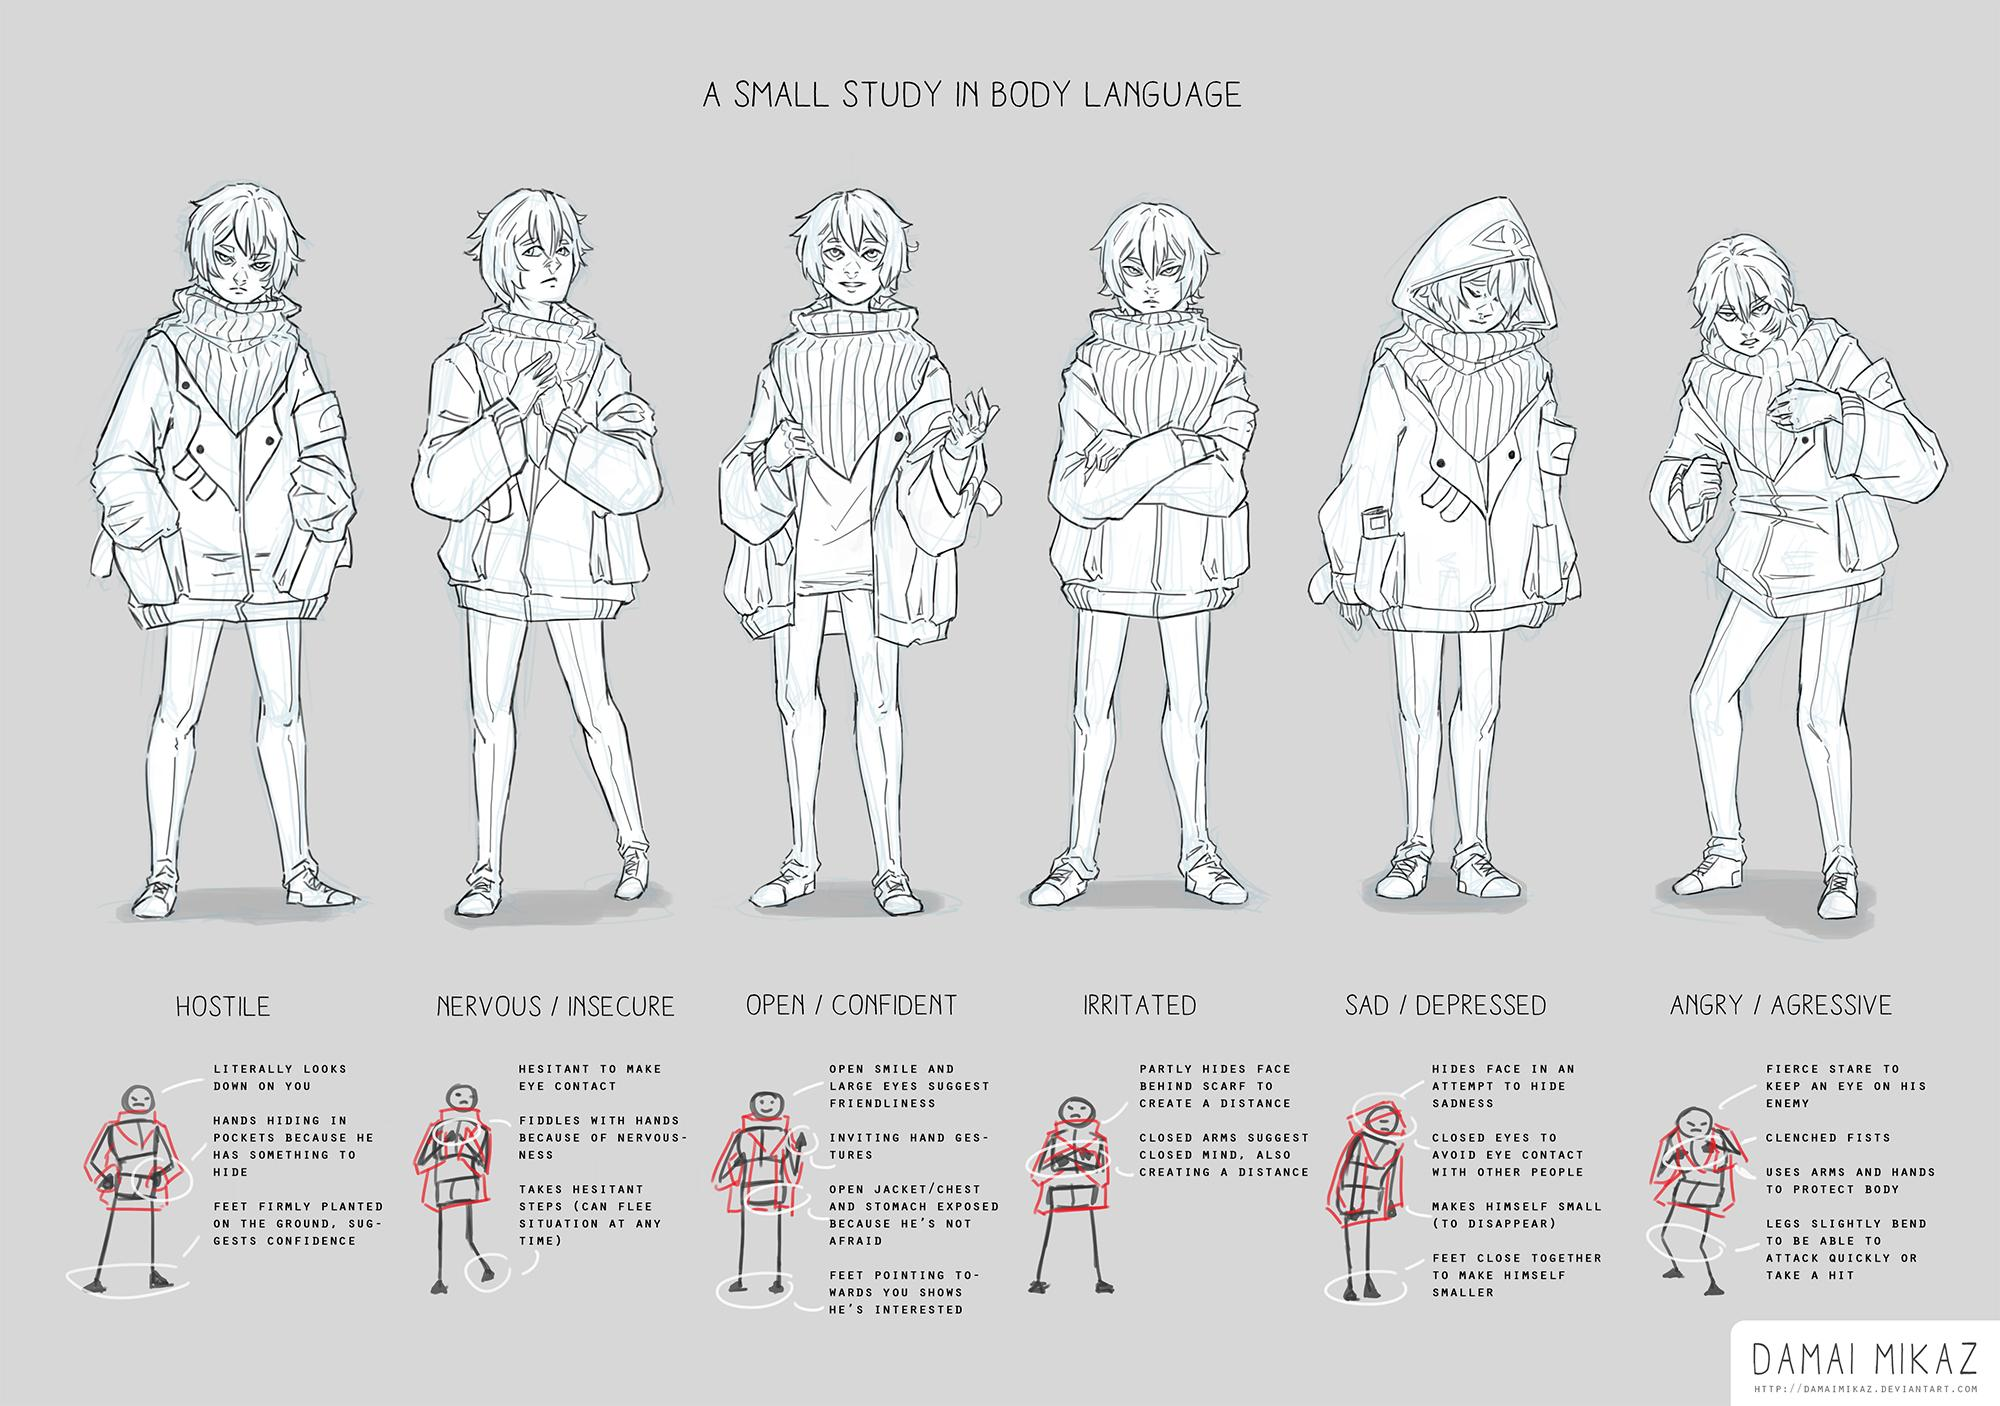 A SMALL STUDY IN BODY LANGUAGE
HOSTILE
LITERALLY LOOKS
DOWN ON YOU
HANDS HIDING IN
POCKETS BECAUSE HE
HAS SOMETHING TO
HIDE
FEET FIRMLY PLANTED
ON THE GROUND, SUG-
GESTS CONFIDENCE
NERVOUS / INSECURE
HESITANT TO MAKE
EYE CONTACT
FIDDLES WITH HANDS
BECAUSE OF NERVOUS-
NESS
TAKES HESITANT
STEPS (CAN FLEE
SITUATION AT ANY
TIME)
OPEN / CONFIDENT
OPEN SMILE AND
LARGE EYES SUGGEST
FRIENDLINESS
INVITING HAND GES-
TURES
OPEN JACKET/CHEST
AND STOMACH EXPOSED
BECAUSE HE'S NOT
AFRAID
FEET POINTING TO-
WARDS YOU SHOWS
HE'S INTERESTED
IRRITATED
PARTLY HIDES FACE
BEHIND SCARF TO
CREATE A DISTANCE
CLOSED ARMS SUGGEST
CLOSED MIND, ALSO
CREATING A DISTANCE
SAD / DEPRESSED
HIDES FACE IN AN
ATTEMPT TO HIDE
SADNESS
CLOSED EYES TO
AVOID EYE CONTACT
WITH OTHER PEOPLE
MAKES HIMSELF SMALL
(TO DISAPPEAR)
FEET CLOSE TOGETHER
TO MAKE HIMSELF
SMALLER
ANGRY / AGRESSIVE
FIERCE STARE TO
KEEP AN EYE ON HIS
ENEMY
CLENCHED FISTS
USES ARMS AND HANDS
TO PROTECT BODY
LEGS SLIGHTLY BEND
TO BE ABLE TO
ATTACK QUICKLY OR
TAKE A HIT
DAMAI MIKAZ
HTTP://DAMAIMIKAZ.DEVIANTART.COM